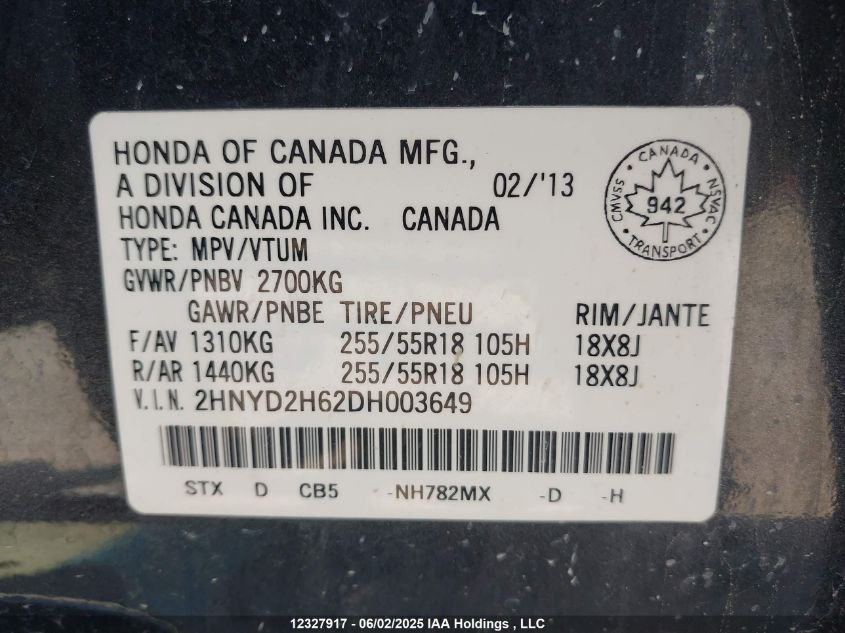 HONDA OF CANADA MFG.,
A DIVISION OF 02/'13
HONDA CANADA INC. CANADA
TYPE: MPV/VTUM
GVWR/PNBV 2700KG
GAWR/PNBE TIRE/PNEU RIM/JANTE
F/AV 1310KG 255/55R18 105H 18X8J
R/AR 1440KG 255/55R18 105H 18X8J
V.I.N. 2HNYD2H62DH003649
STX D CB5 -NH782MX -D -H
CANADA
CMVSS 942 NSVAC
TRANSPORT
12327917 - 06/02/2025 IAA Holdings , LLC